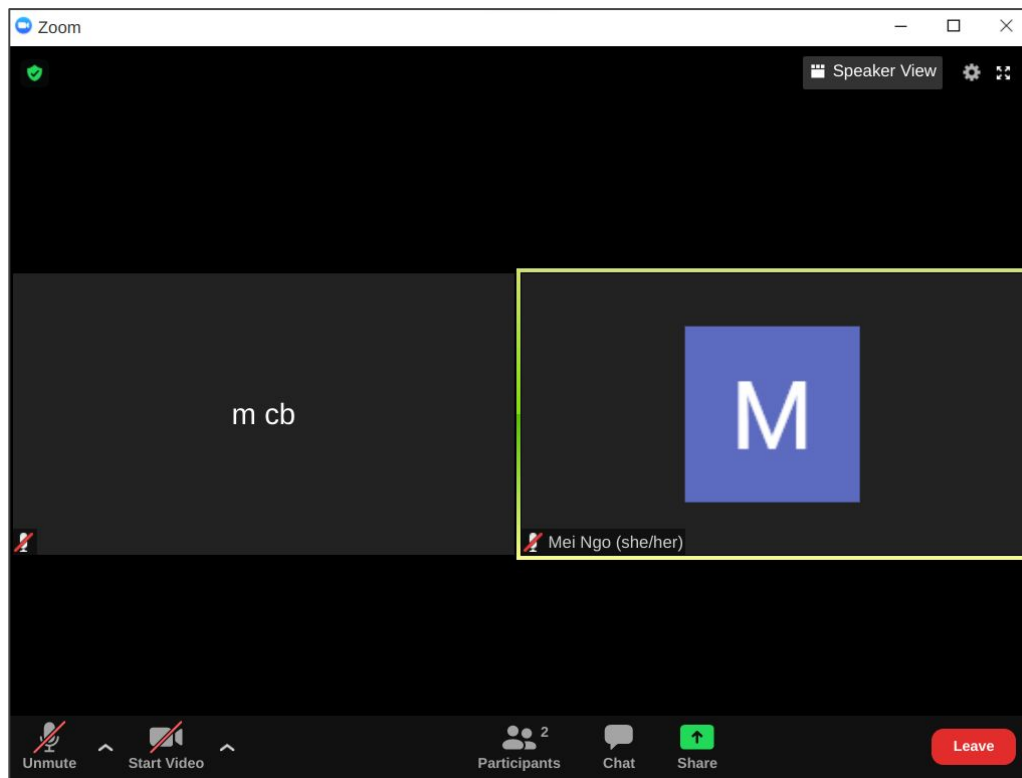 Zoom
Speaker View
m cb
M
Mei Ngo (she/her)
Unmute
Start Video
Participants 2
Chat
Share
Leave